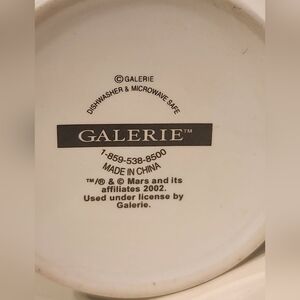 ©GALERIE
DISHWASHER & MICROWAVE SAFE
GALERIE™
1-859-538-8500
MADE IN CHINA
™/® & © Mars and its
affiliates 2002.
Used under license by
Galerie.